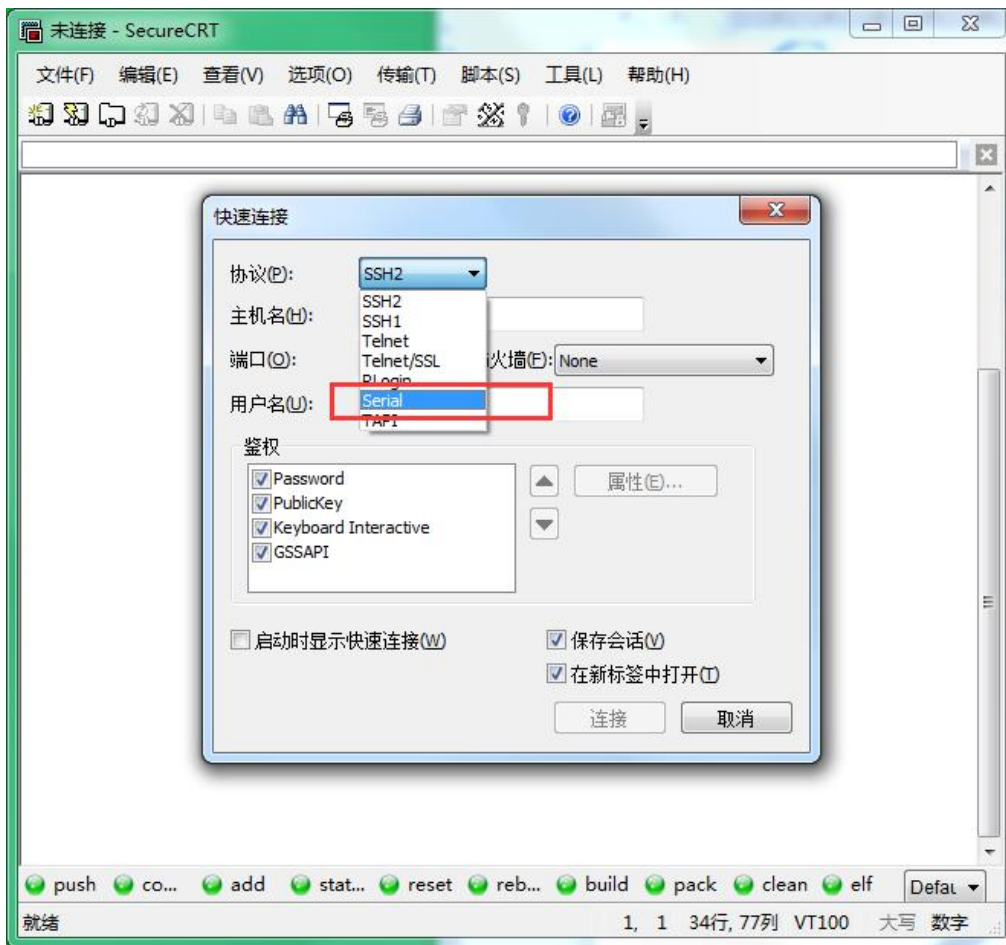 未连接 - SecureCRT
文件(F) 编辑(E) 查看(V) 选项(O) 传输(T) 脚本(S) 工具(L) 帮助(H)
快速连接
协议(P): SSH2
SSH2
主机名(H): SSH1
Telnet
端口(O): Telnet/SSL 火墙(F): None
RLogin
用户名(U): Serial
TAPI
鉴权
Password
属性(E)...
PublicKey
Keyboard Interactive
GSSAPI
启动时显示快速连接(W) 保存会话(V)
在新标签中打开(T)
连接 取消
push co... add stat... reset reb... build pack clean elf Defau
就绪 1, 1 34行, 77列 VT100 大写 数字